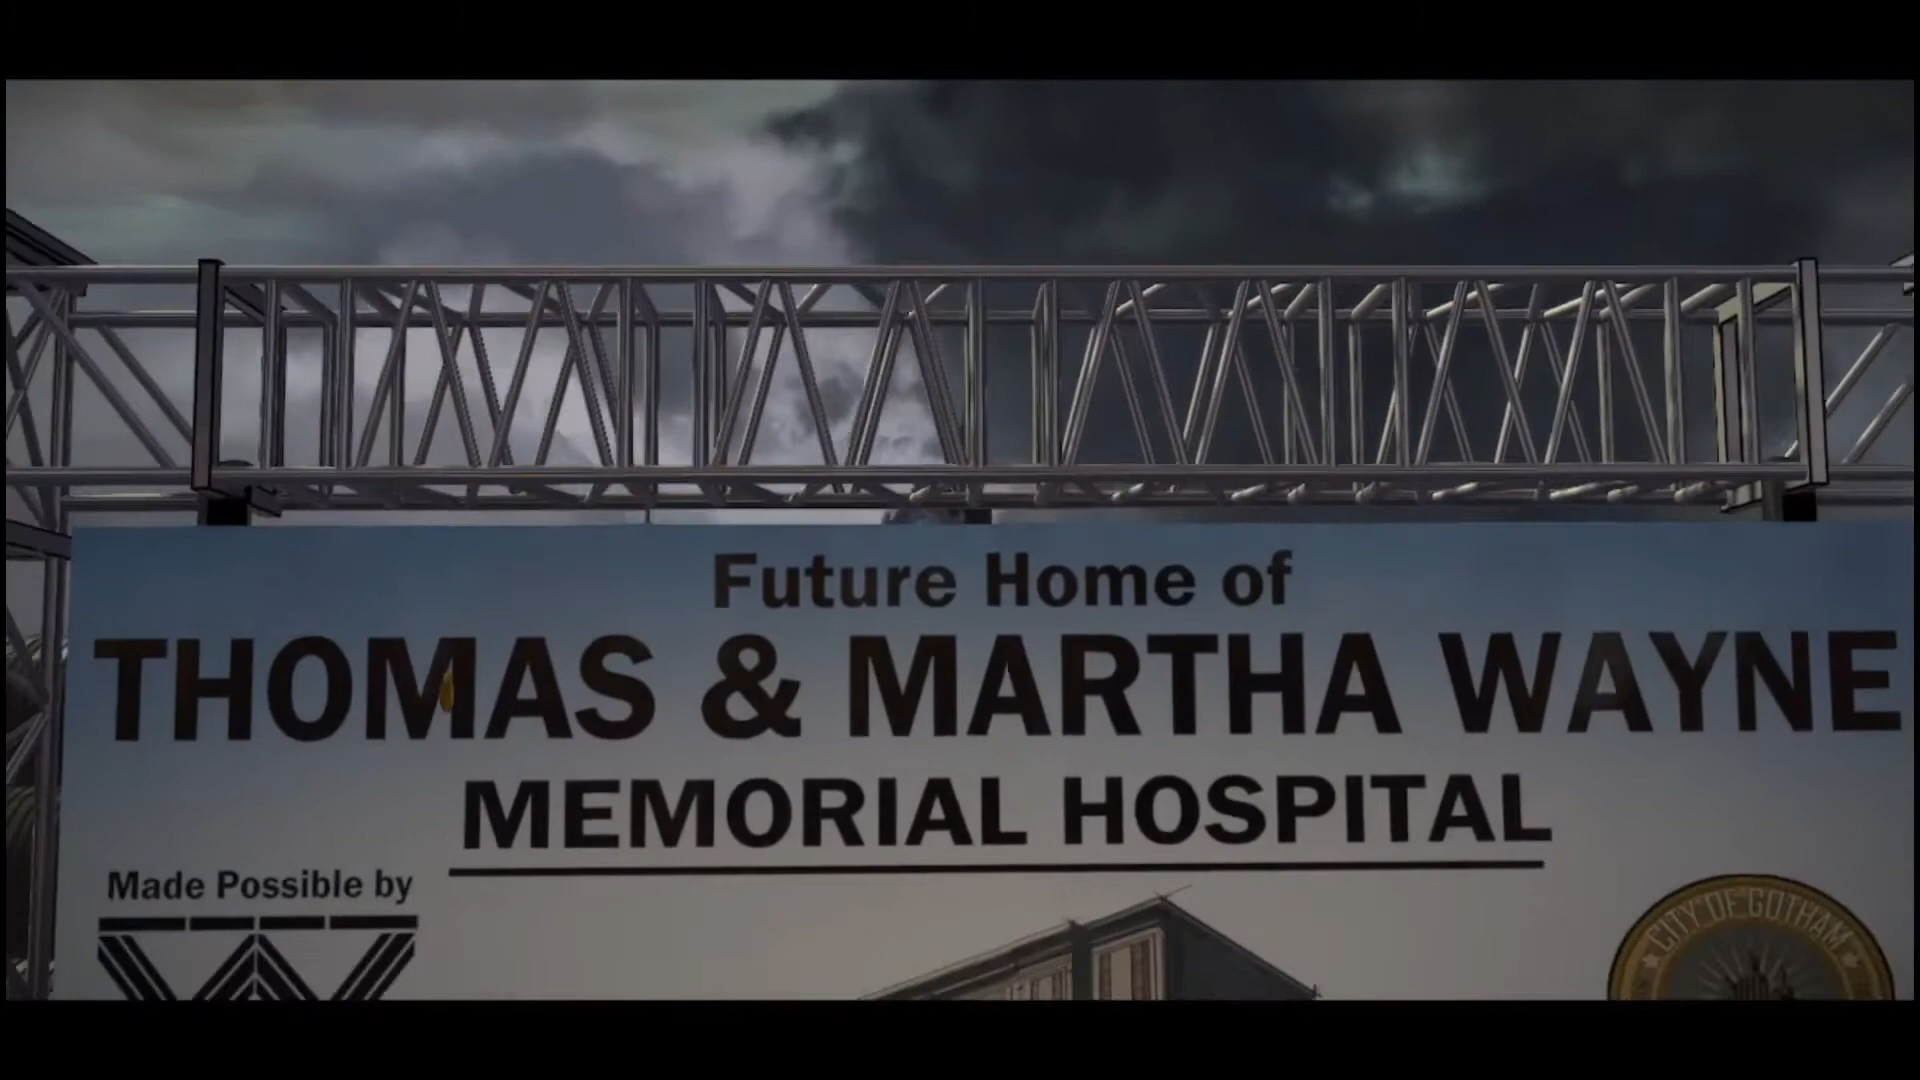 Future Home of
THOMAS & MARTHA WAYNE
MEMORIAL HOSPITAL
Made Possible by
CITY OF GOTHAM